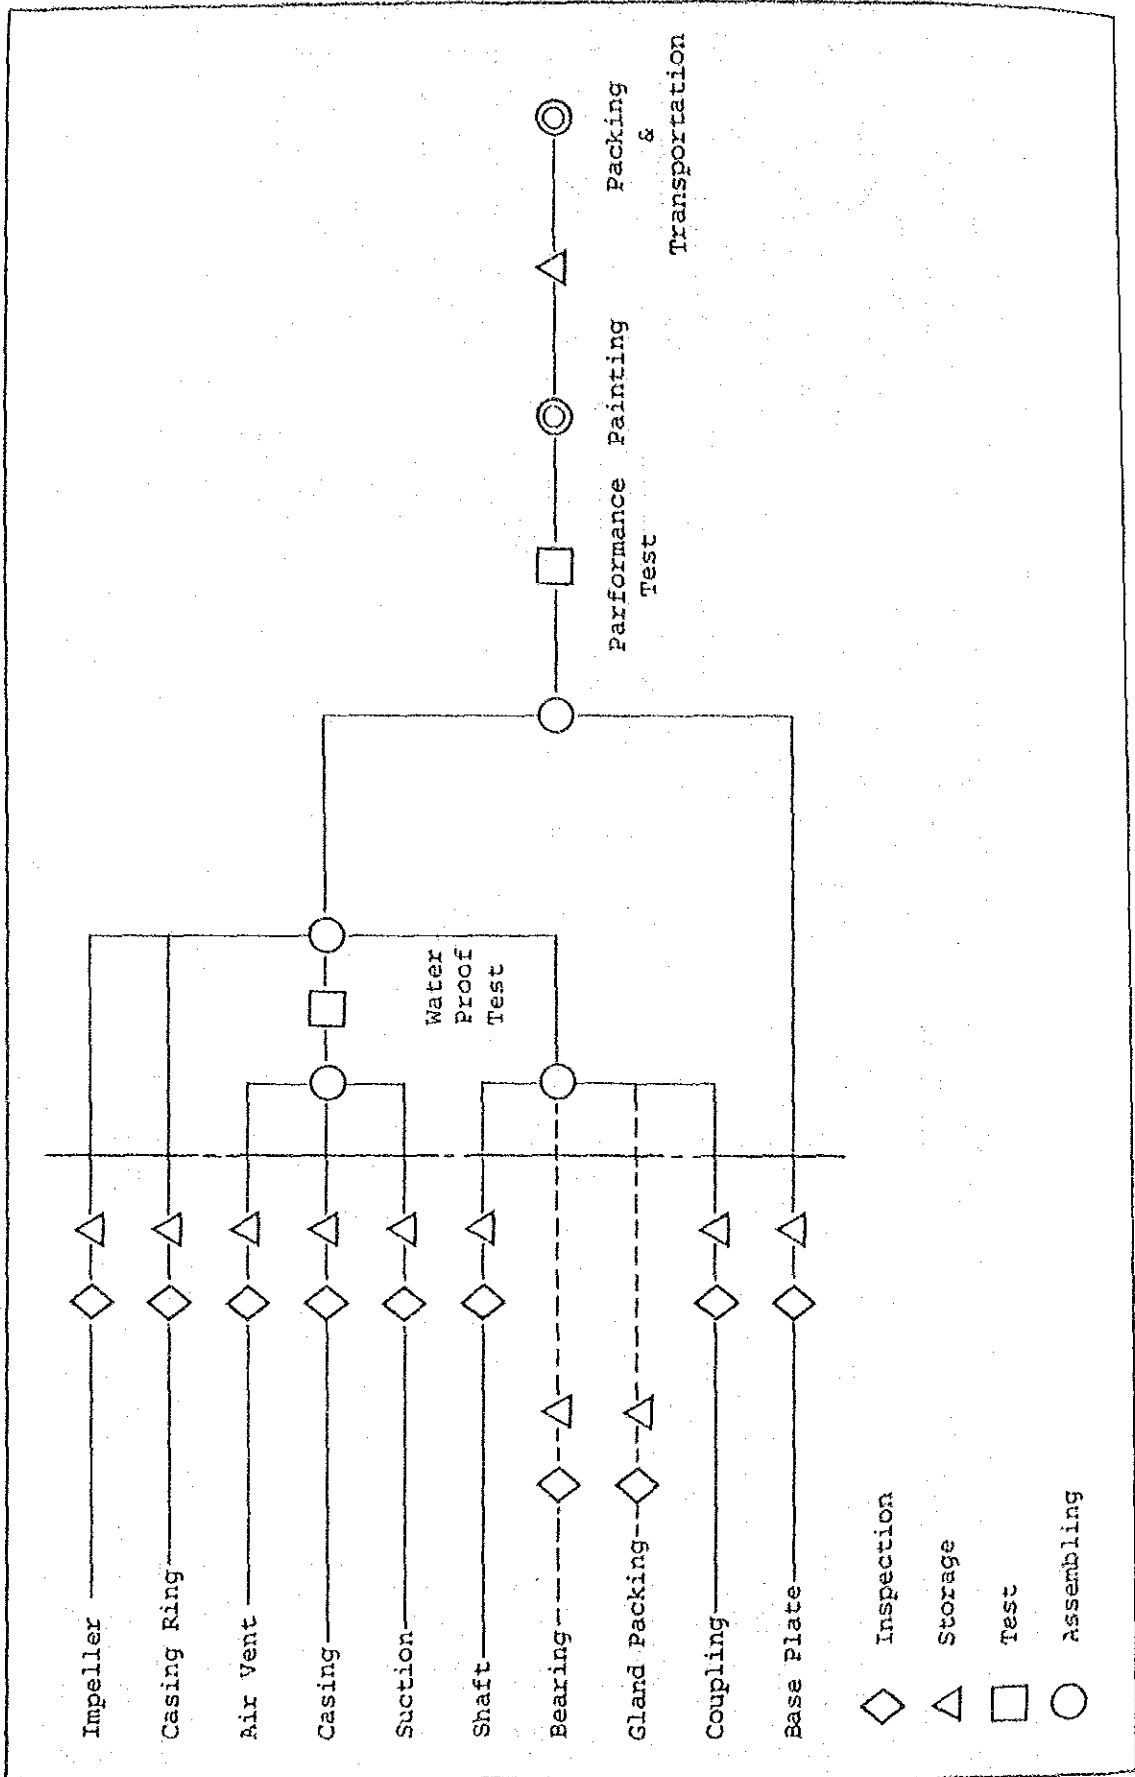 Impeller
Casing Ring
Air Vent
Casing
Suction
Shaft
Bearing
Gland Packing
Coupling
Base Plate
Water
Proof
Test
Parformance
Test
Painting
Packing
&
Transportation
Inspection
Storage
Test
Assembling